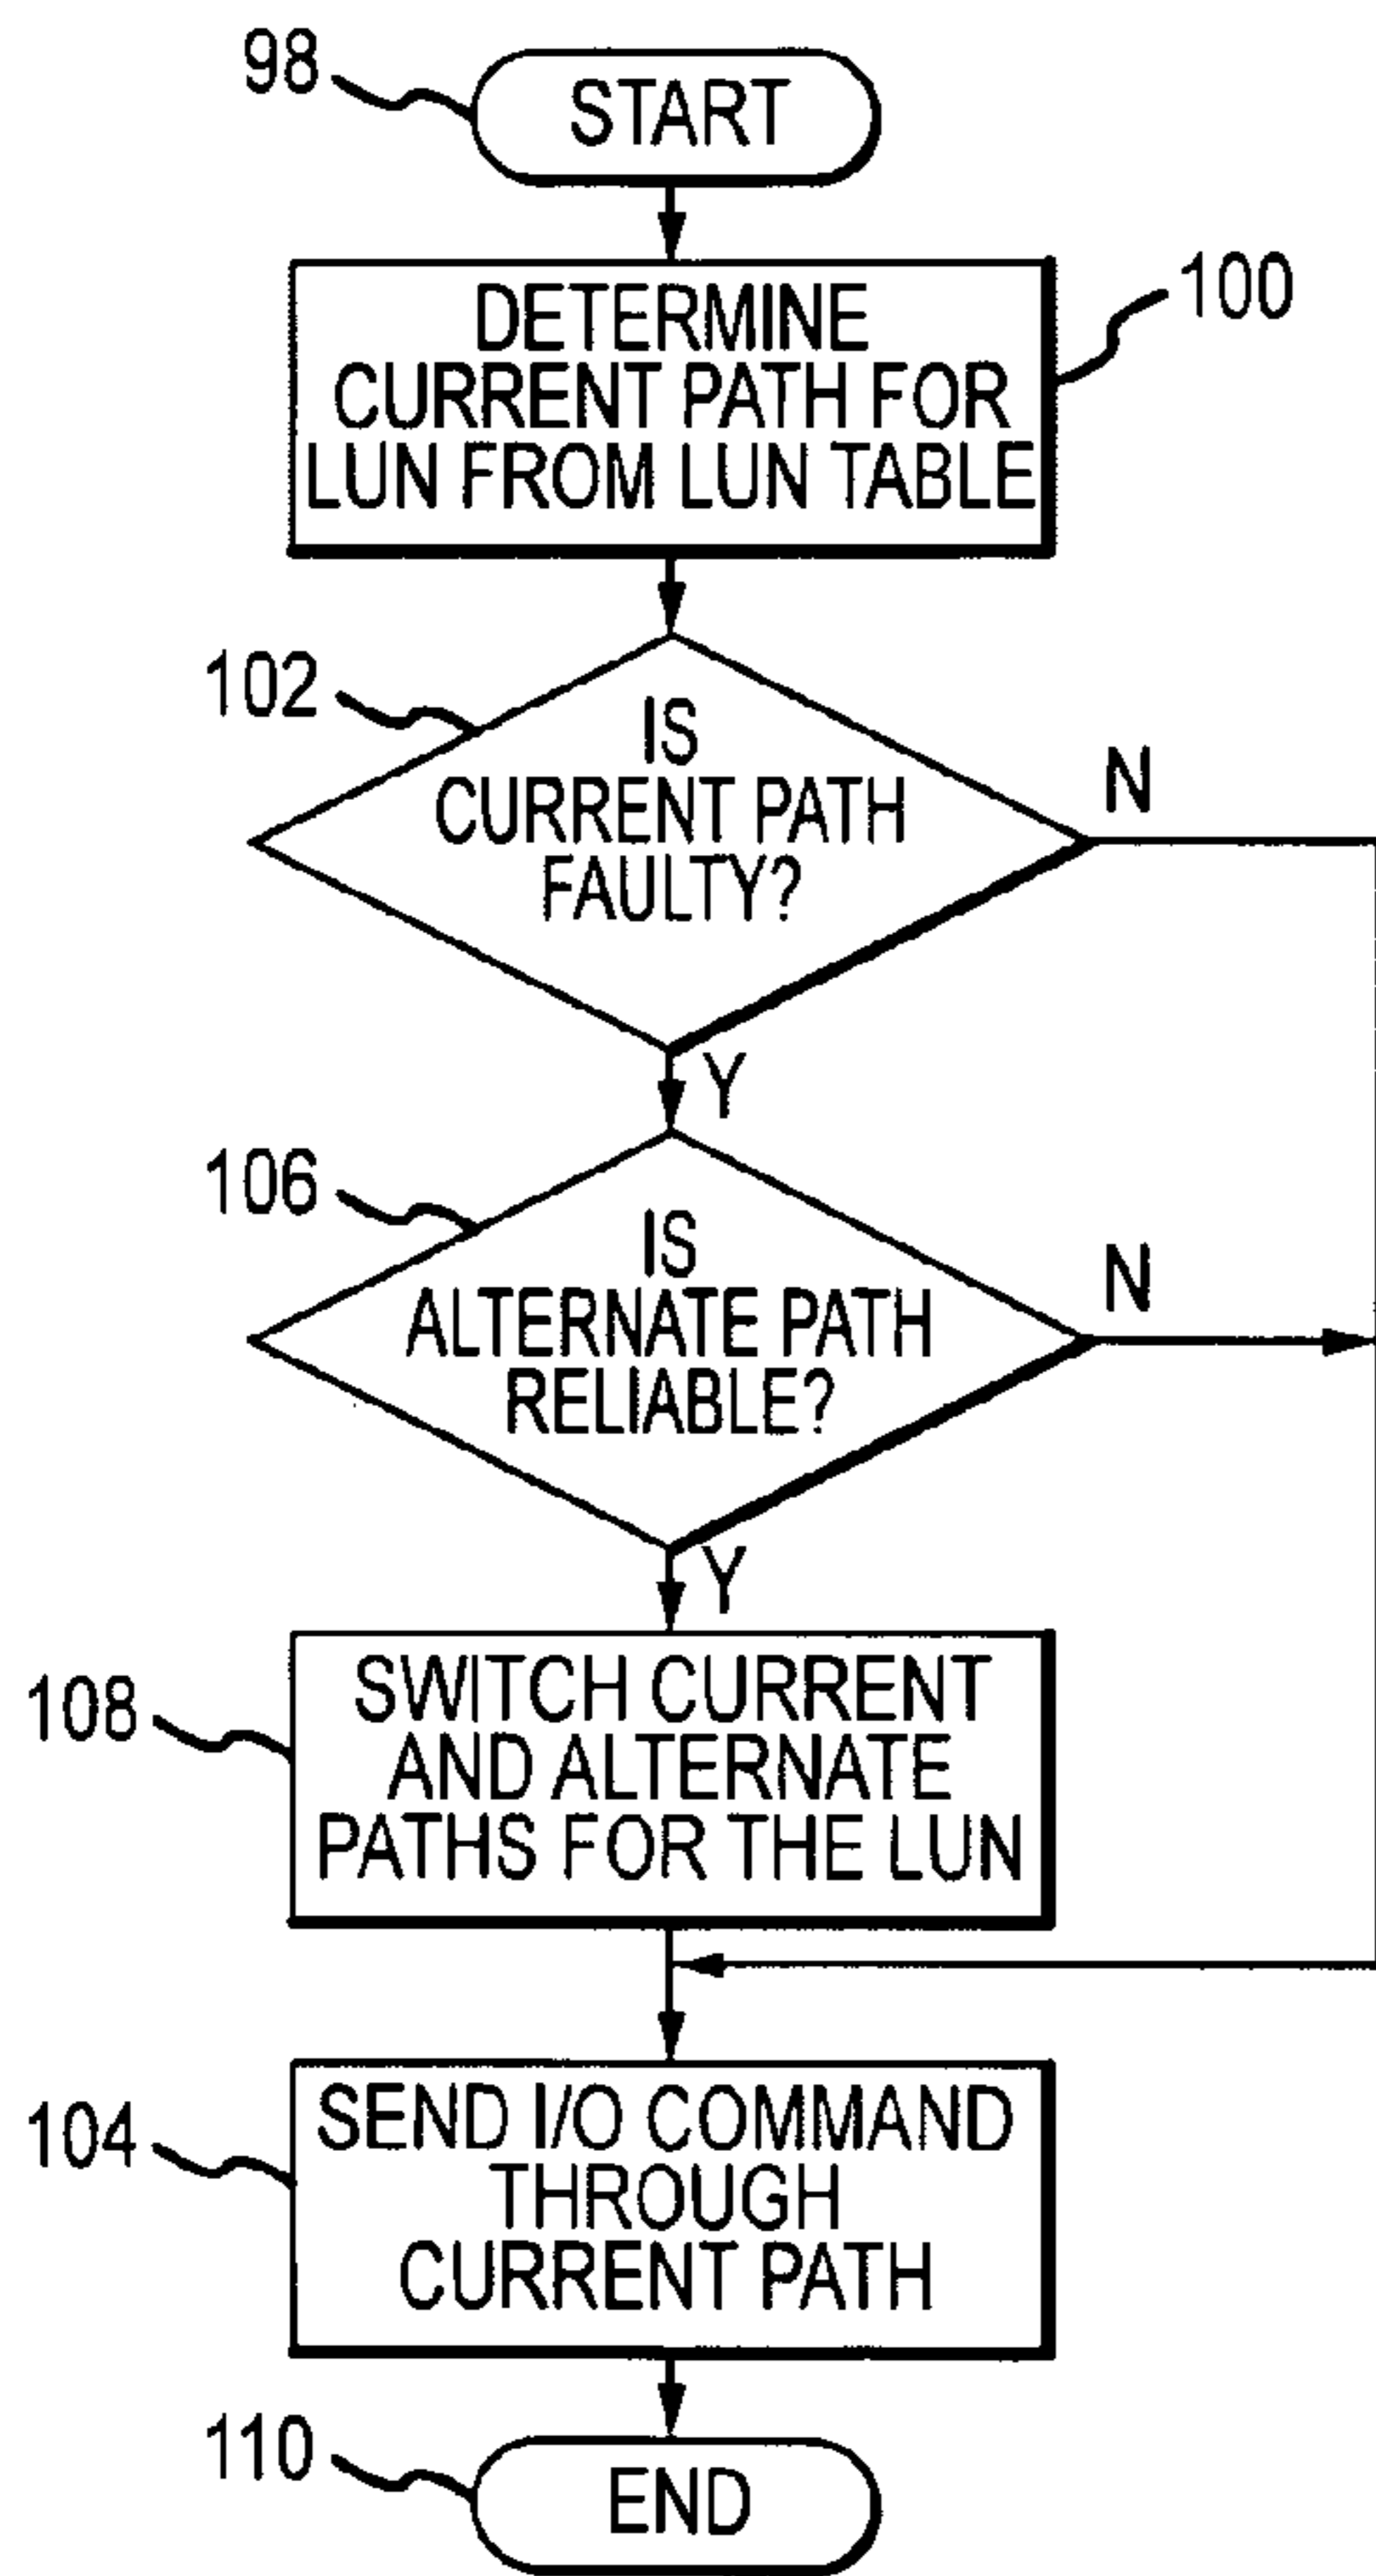 98
START
100
DETERMINE
CURRENT PATH FOR
LUN FROM LUN TABLE
102
IS
CURRENT PATH
FAULTY?
N
Y
106
IS
ALTERNATE PATH
RELIABLE?
N
Y
108
SWITCH CURRENT
AND ALTERNATE
PATHS FOR THE LUN
104
SEND I/O COMMAND
THROUGH
CURRENT PATH
110
END